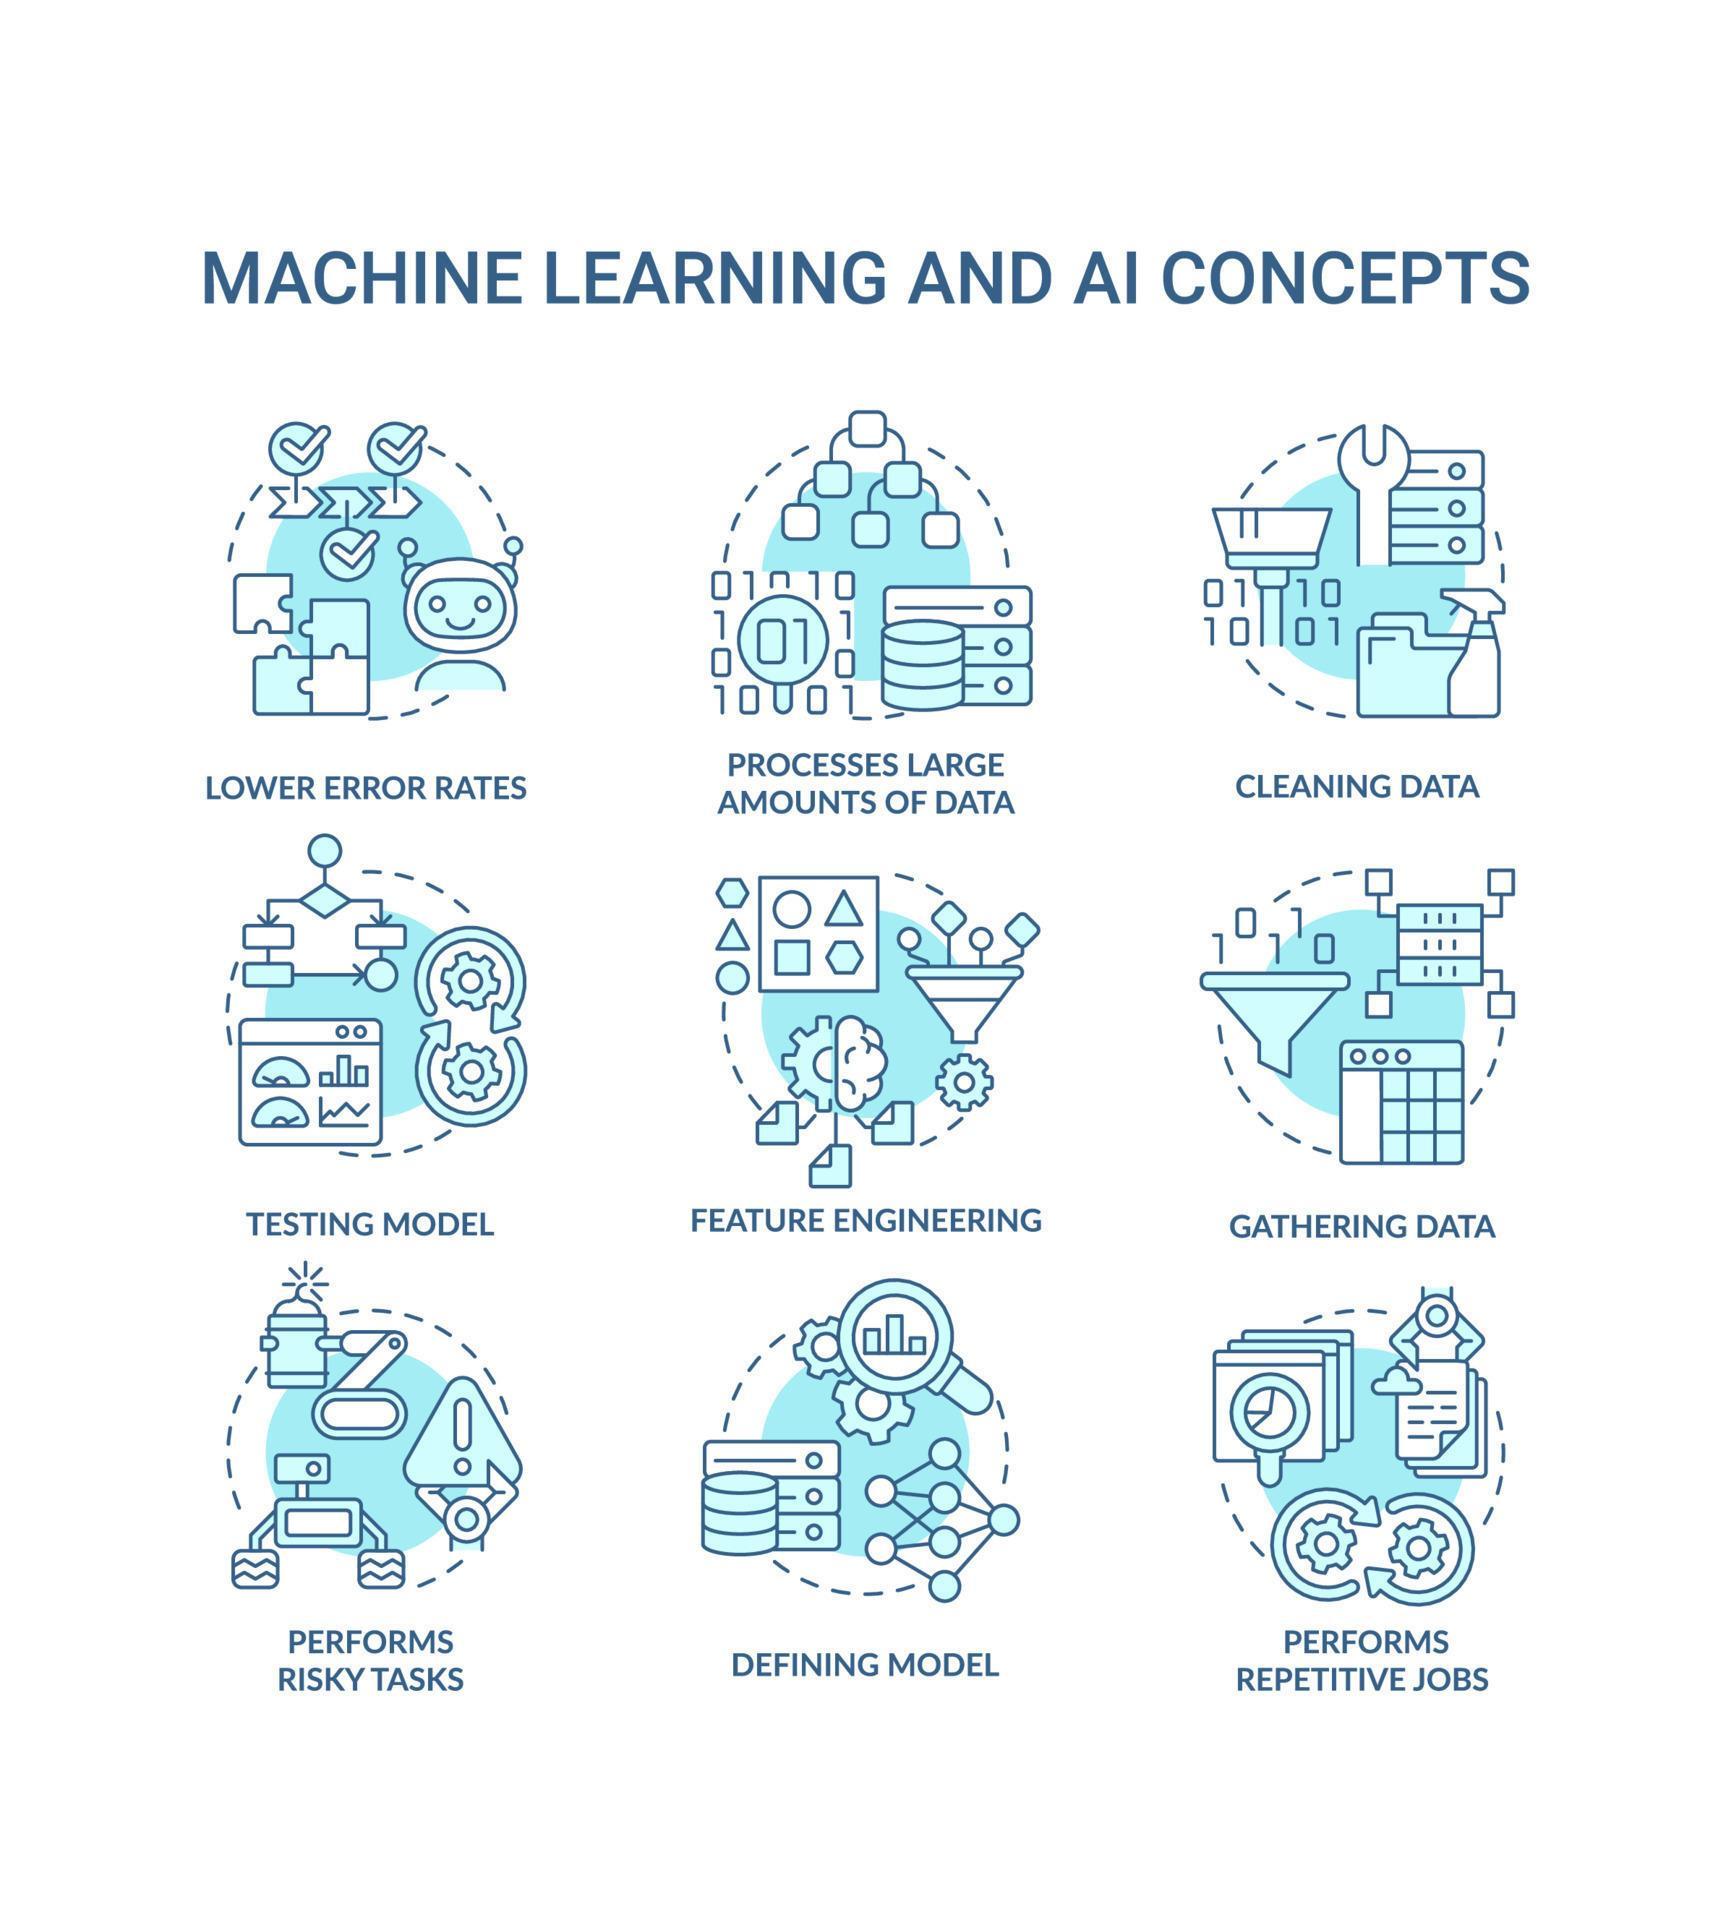 MACHINE LEARNING AND AI CONCEPTS
LOWER ERROR RATES
PROCESSES LARGE
AMOUNTS OF DATA
CLEANING DATA
TESTING MODEL
FEATURE ENGINEERING
GATHERING DATA
PERFORMS
RISKY TASKS
DEFINING MODEL
PERFORMS
REPETITIVE JOBS